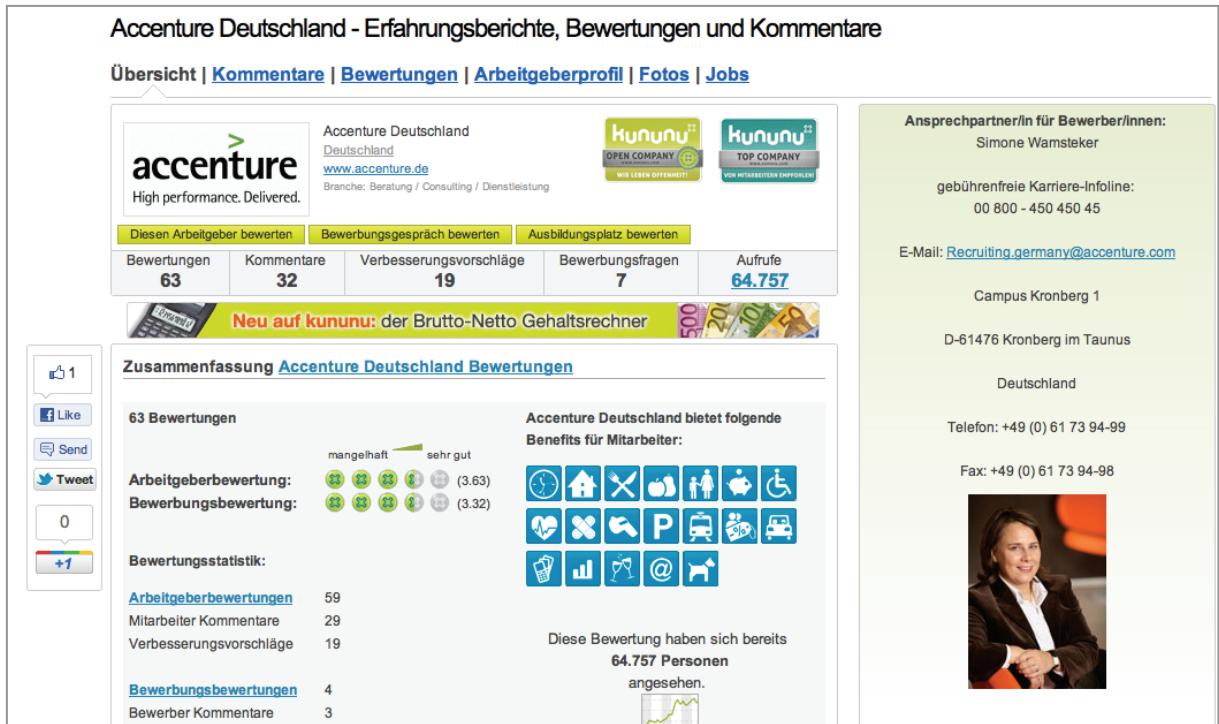 Accenture Deutschland - Erfahrungsberichte, Bewertungen und Kommentare
Übersicht | Kommentare | Bewertungen | Arbeitgeberprofil | Fotos | Jobs
accenture
High performance. Delivered.
Accenture Deutschland
Deutschland
www.accenture.de
Branche: Beratung / Consulting / Dienstleistung
kununu
OPEN COMPANY
WIR LEBEN OFFENHEIT!
kununu
TOP COMPANY
VON MITARBEITERN EMPFOHLEN!
Diesen Arbeitgeber bewerten
Bewerbungsgespräch bewerten
Ausbildungsplatz bewerten
Bewertungen Kommentare Verbesserungsvorschläge Bewerbungsfragen Aufrufe
63 32 19 7 64.757
Neu auf kununu: der Brutto-Netto Gehaltsrechner
500 200 100 50
1
Like
Send
Tweet
0
+1
Zusammenfassung Accenture Deutschland Bewertungen
63 Bewertungen
mangelhaft sehr gut
Arbeitgeberbewertung: (3.63)
Bewerbungsbewertung: (3.32)
Bewertungsstatistik:
Arbeitgeberbewertungen 59
Mitarbeiter Kommentare 29
Verbesserungsvorschläge 19
Bewerbungsbewertungen 4
Bewerber Kommentare 3
Accenture Deutschland bietet folgende
Benefits für Mitarbeiter:
P
@
Diese Bewertung haben sich bereits
64.757 Personen
angesehen.
Ansprechpartner/in für Bewerber/innen:
Simone Wamsteker
gebührenfreie Karriere-Infoline:
00 800 - 450 450 45
E-Mail: Recruiting.germany@accenture.com
Campus Kronberg 1
D-61476 Kronberg im Taunus
Deutschland
Telefon: +49 (0) 61 73 94-99
Fax: +49 (0) 61 73 94-98